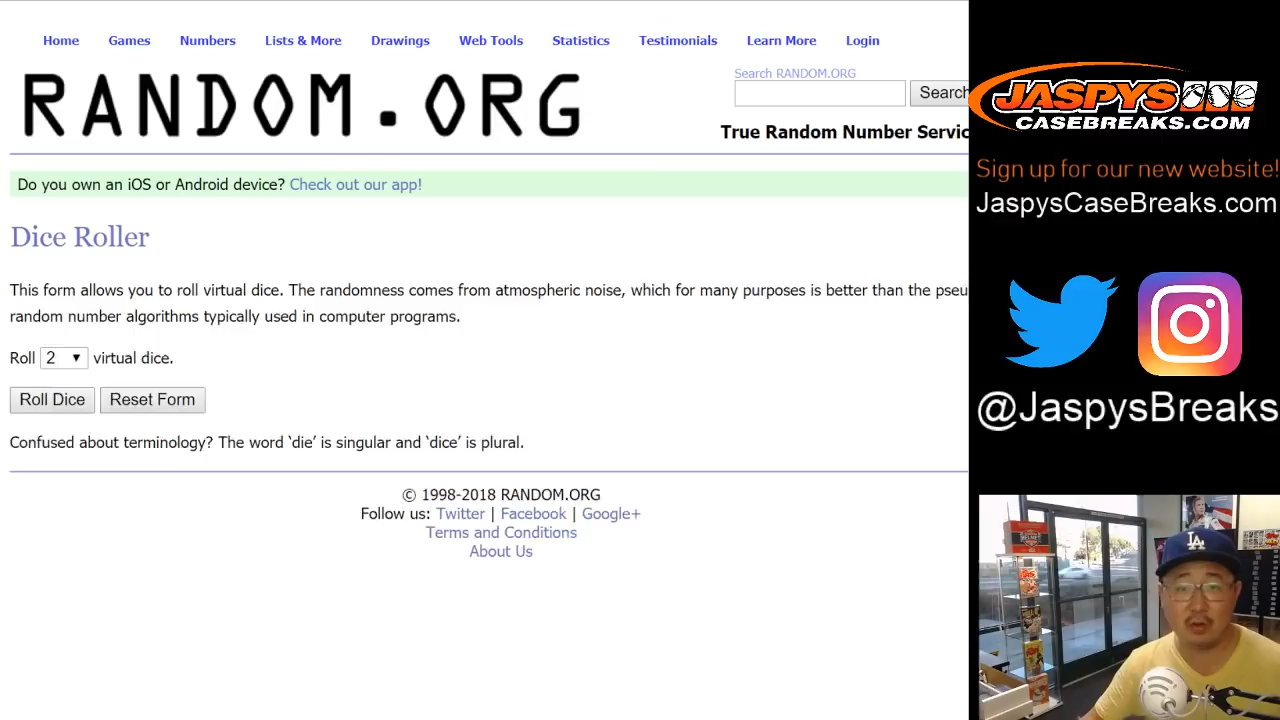 Home Games Numbers Lists & More Drawings Web Tools Statistics Testimonials Learn More Login
RANDOM.ORG
Search RANDOM.ORG
Search
True Random Number Servic
Do you own an iOS or Android device? Check out our app!
Dice Roller
This form allows you to roll virtual dice. The randomness comes from atmospheric noise, which for many purposes is better than the pseu
random number algorithms typically used in computer programs.
Roll 2 virtual dice.
Roll Dice Reset Form
Confused about terminology? The word ‘die’ is singular and ‘dice’ is plural.
© 1998-2018 RANDOM.ORG
Follow us: Twitter | Facebook | Google+
Terms and Conditions
About Us
JASPYS
CASEBREAKS.COM
Sign up for our new website!
JaspysCaseBreaks.com
@JaspysBreaks
LA